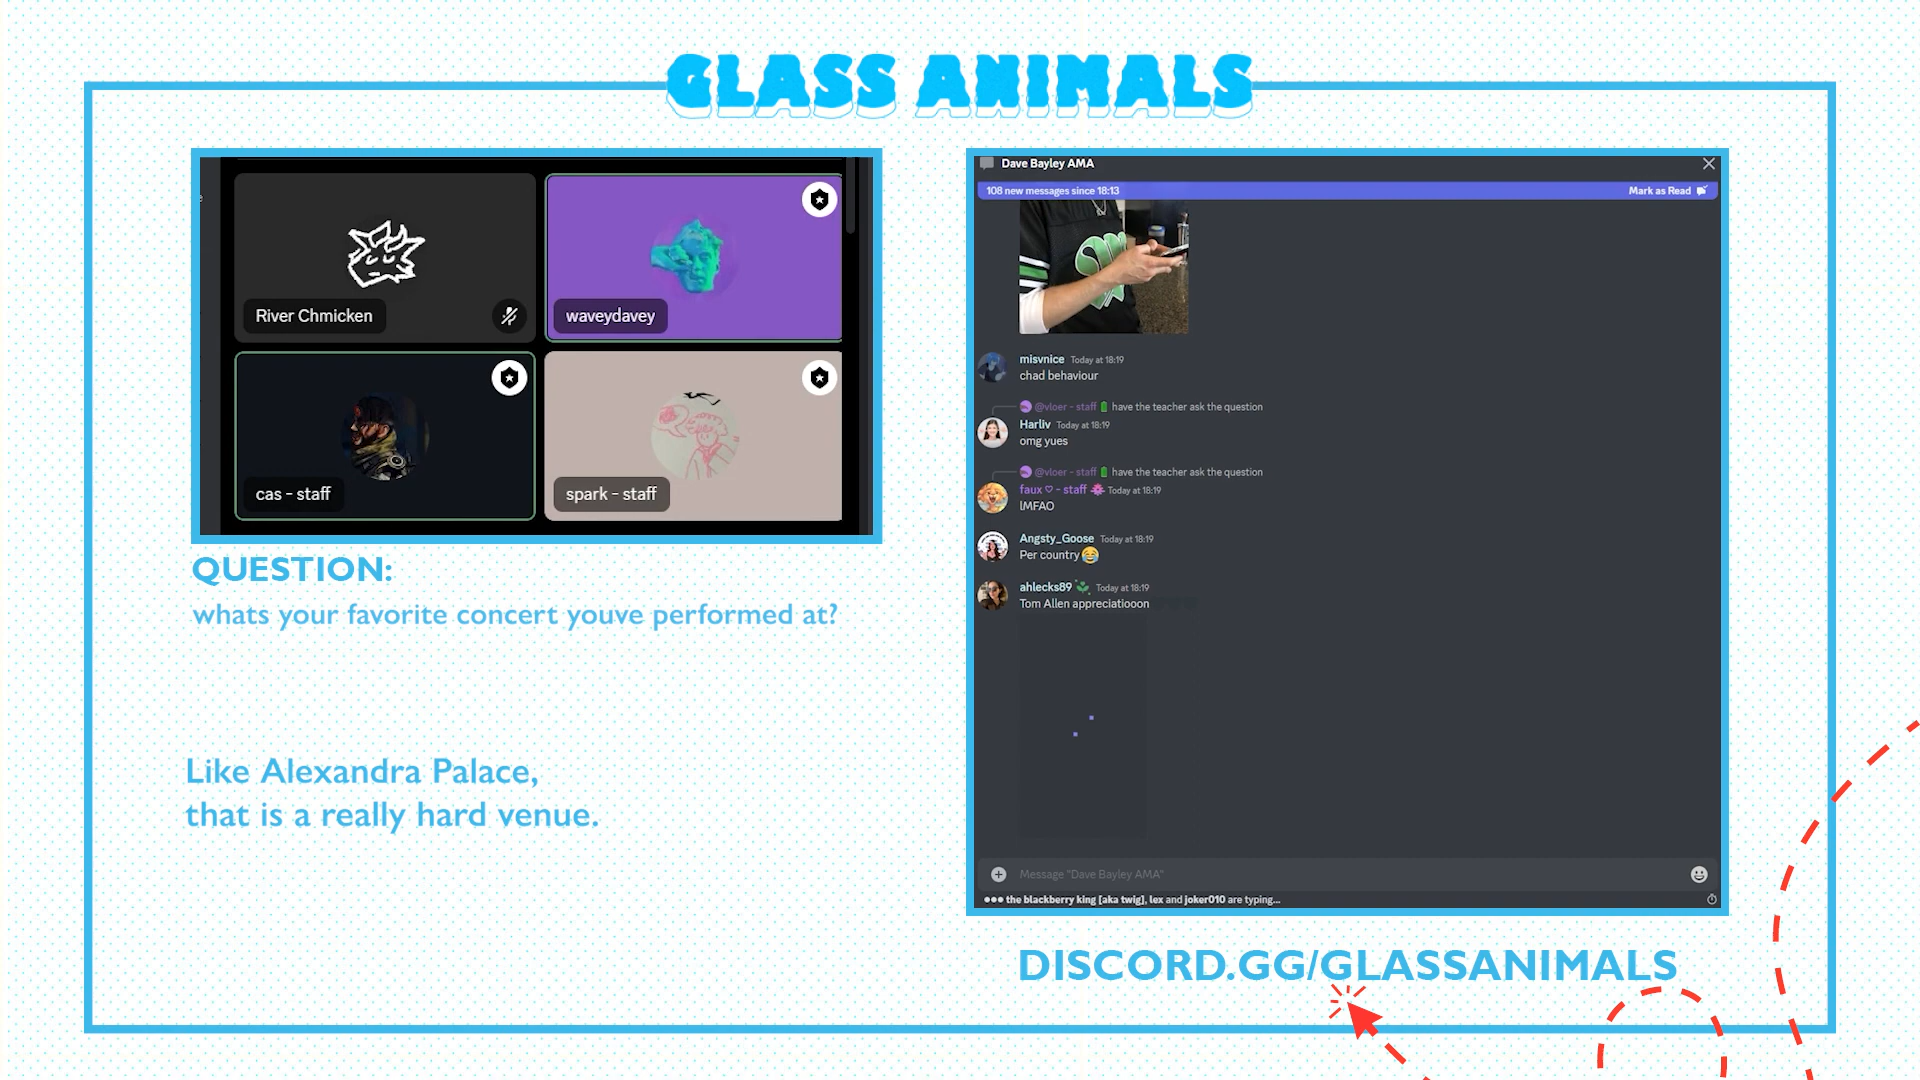 GLASS ANIMALS
River Chmicken
waveydavey
cas - staff
spark - staff
QUESTION:
whats your favorite concert youve performed at?
Like Alexandra Palace,
that is a really hard venue.
Dave Bayley AMA
108 new messages since 18:13
Mark as Read
misvnice Today at 18:19
chad behaviour
@vloer - staff have the teacher ask the question
Harliv Today at 18:19
omg yues
@vloer - staff have the teacher ask the question
faux ♡ - staff Today at 18:19
lMFAO
Angsty_Goose Today at 18:19
Per country 😂
ahlecks89 Today at 18:19
Tom Allen appreciatiooon
Message "Dave Bayley AMA"
the blackberry king [aka twig], lex and joker010 are typing...
DISCORD.GG/GLASSANIMALS